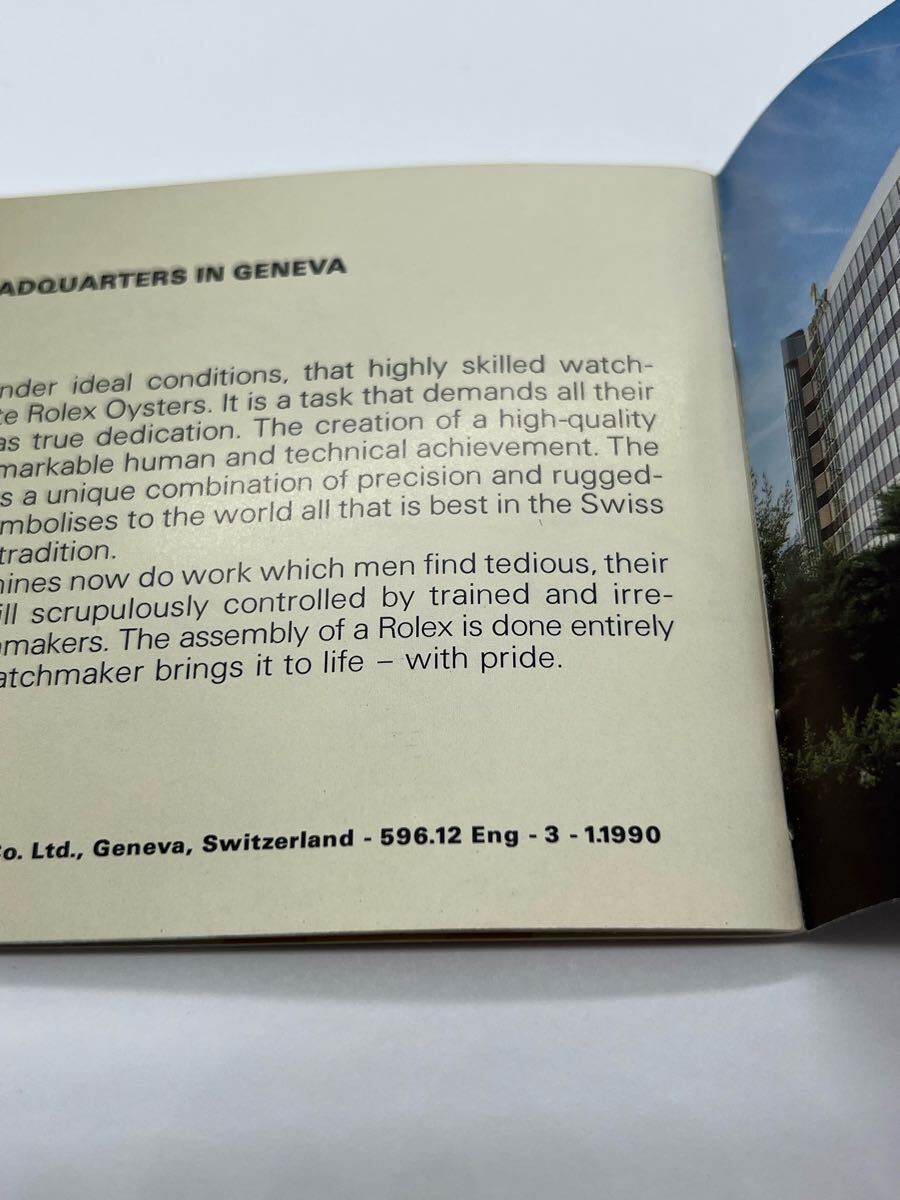 ADQUARTERS IN GENEVA
nder ideal conditions, that highly skilled watch-
te Rolex Oysters. It is a task that demands all their
as true dedication. The creation of a high-quality
markable human and technical achievement. The
s a unique combination of precision and rugged-
mbolises to the world all that is best in the Swiss
tradition.
hines now do work which men find tedious, their
ill scrupulously controlled by trained and irre-
hmakers. The assembly of a Rolex is done entirely
atchmaker brings it to life – with pride.
Co. Ltd., Geneva, Switzerland - 596.12 Eng - 3 - 1.1990